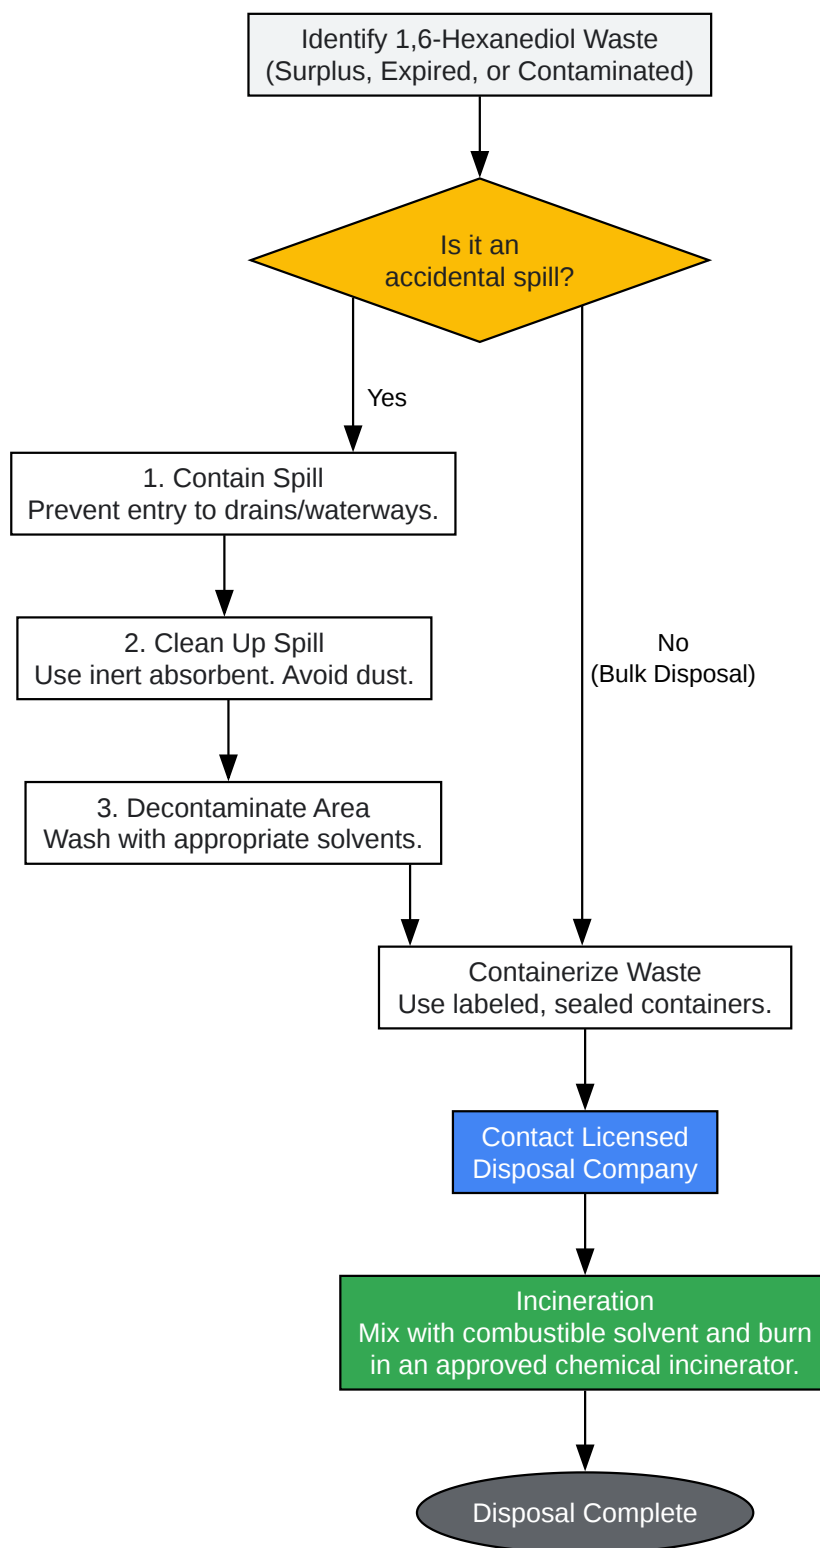 Identify 1,6-Hexanediol Waste
(Surplus, Expired, or Contaminated)
Is it an
accidental spill?
Yes
1. Contain Spill
Prevent entry to drains/waterways.
2. Clean Up Spill
Use inert absorbent. Avoid dust.
No
(Bulk Disposal)
3. Decontaminate Area
Wash with appropriate solvents.
Containerize Waste
Use labeled, sealed containers.
Contact Licensed
Disposal Company
Incineration
Mix with combustible solvent and burn
in an approved chemical incinerator.
Disposal Complete